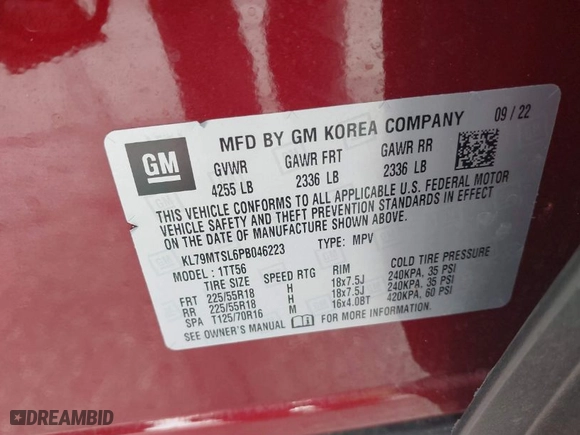 09 / 22
MFD BY GM KOREA COMPANY
GM
GVWR GAWR FRT GAWR RR
4255 LB 2336 LB 2336 LB
THIS VEHICLE CONFORMS TO ALL APPLICABLE U.S. FEDERAL MOTOR
VEHICLE SAFETY AND THEFT PREVENTION STANDARDS IN EFFECT
ON THE DATE OF MANUFACTURE SHOWN ABOVE.
KL79MTSL6PB046223 TYPE: MPV
MODEL : 1TT56
TIRE SIZE SPEED RTG RIM COLD TIRE PRESSURE
FRT 225/55R18 H 18x7.5J 240KPA, 35 PSI
RR 225/55R18 H 18x7.5J 240KPA, 35 PSI
SPA T125/70R16 M 16x4.08T 420KPA, 60 PSI
SEE OWNER'S MANUAL FOR MORE INFORMATION.
DREAMBID